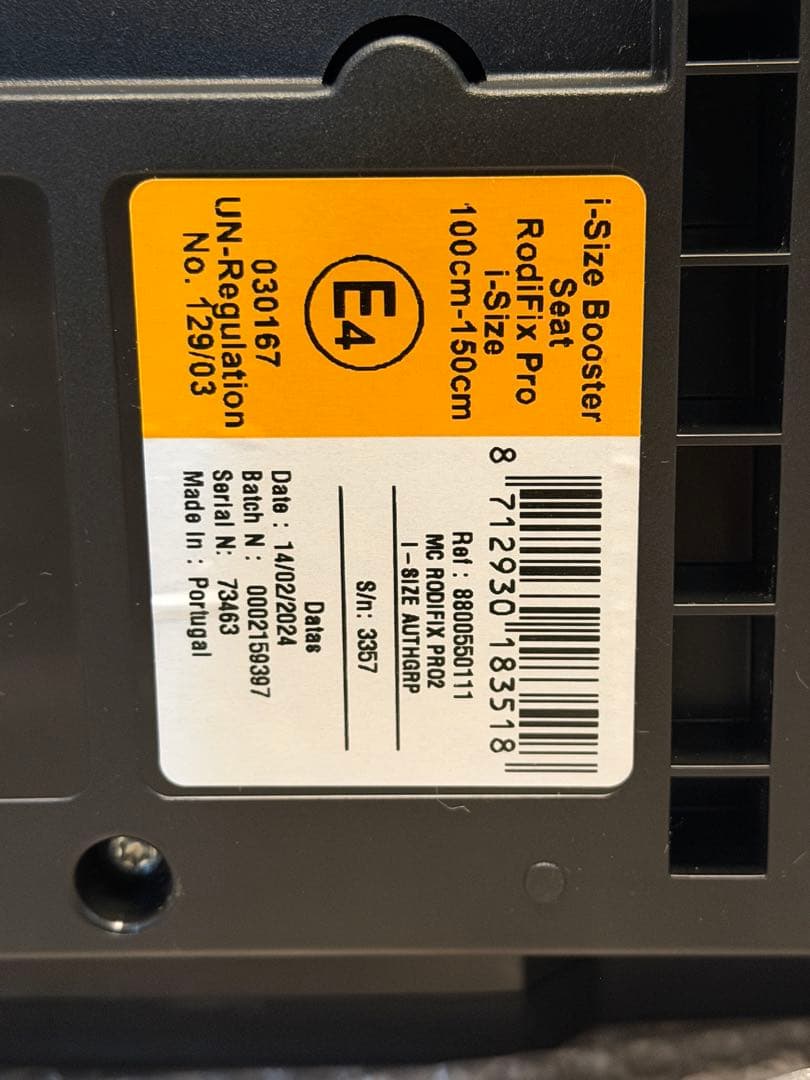 i-Size Booster
Seat
RodiFix Pro
i-Size
100cm-150cm
E4
030167
UN-Regulation
No. 129/03
8 712930 183518
Ref : 8800550111
MC RODIFIX PRO2
I-SIZE AUTHGRP
S/n: 3357
Datas
Date : 14/02/2024
Batch N : 0002159397
Serial N: 73463
Made In : Portugal